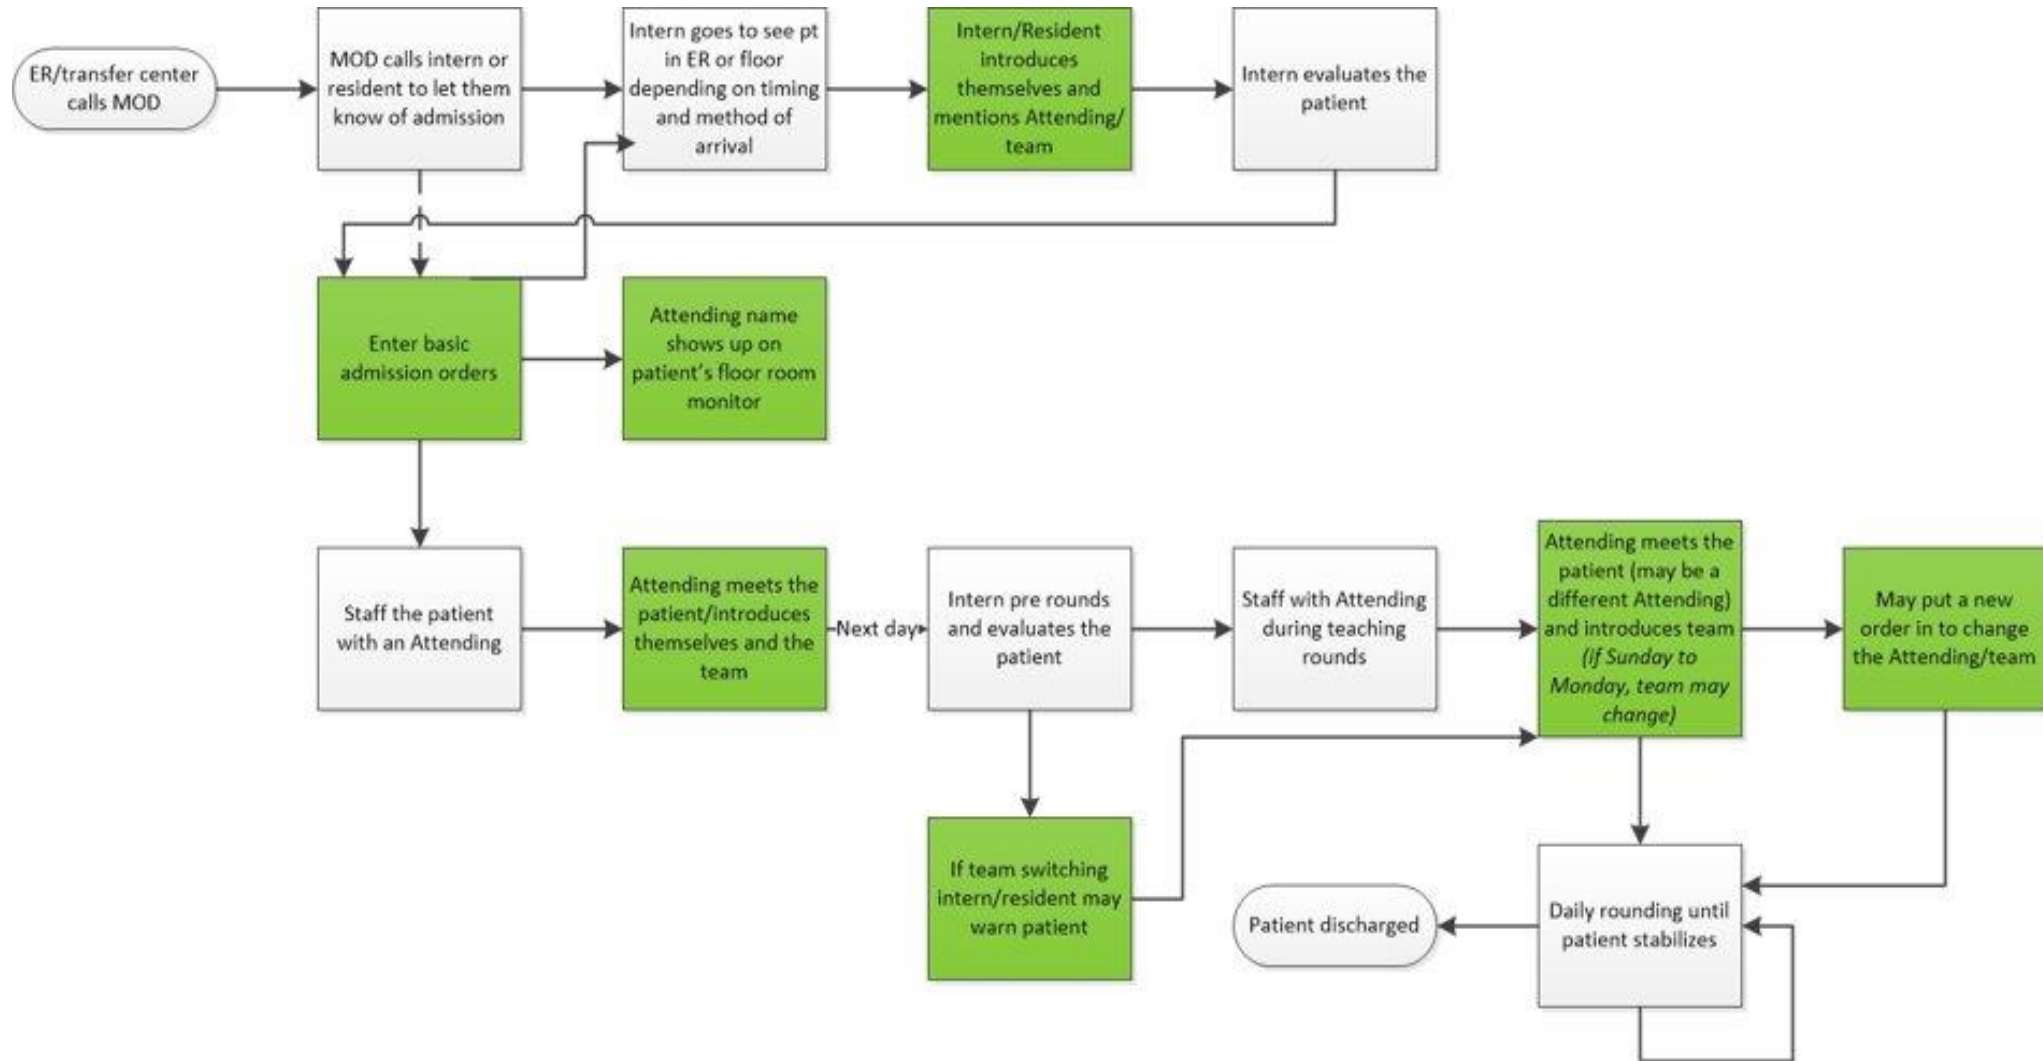 ER/transfer center
calls MOD
MOD calls intern or
resident to let them
know of admission
Intern goes to see pt
in ER or floor
depending on timing
and method of
arrival
Intern/Resident
introduces
themselves and
mentions Attending/
team
Intern evaluates the
patient
Enter basic
admission orders
Attending name
shows up on
patient's floor room
monitor
Staff the patient
with an Attending
Attending meets the
patient/introduces
themselves and the
team
Next day
Intern pre rounds
and evaluates the
patient
Staff with Attending
during teaching
rounds
Attending meets the
patient (may be a
different Attending)
and introduces team
(if Sunday to
Monday, team may
change)
May put a new
order in to change
the Attending/team
If team switching
intern/resident may
warn patient
Patient discharged
Daily rounding until
patient stabilizes